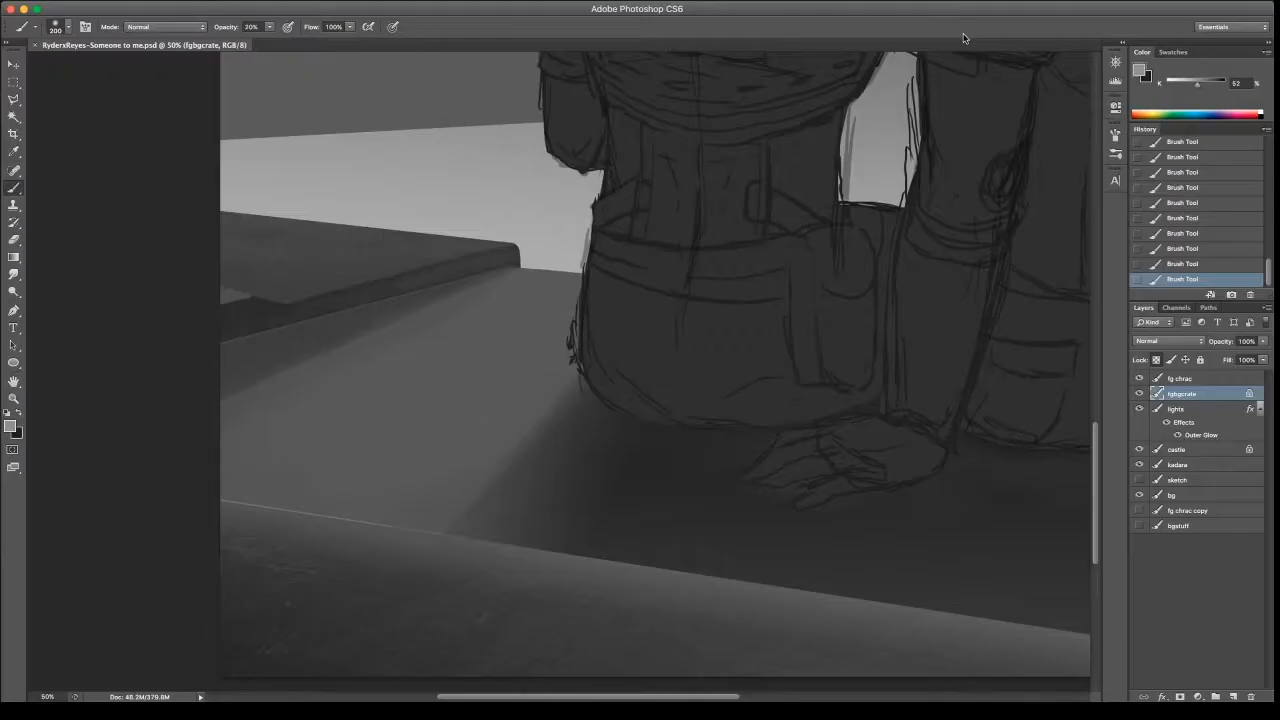 Adobe Photoshop CS6
200
Mode: Normal
Opacity: 20%
Flow: 100%
Essentials
× RyderxReyes-Someone to me.psd @ 50% (fgbgcrate, RGB/8)
Color
Swatches
K
52
%
History
Brush Tool
Brush Tool
Brush Tool
Brush Tool
Brush Tool
Brush Tool
Brush Tool
Brush Tool
Brush Tool
Brush Tool
Layers
Channels
Paths
Kind
Normal
Opacity: 100%
Lock:
Fill: 100%
fg chrac
fgbgcrate
lights
fx
Effects
Outer Glow
castle
kadara
sketch
bg
fg chrac copy
bgstuff
50%
Doc: 48.2M/379.8M